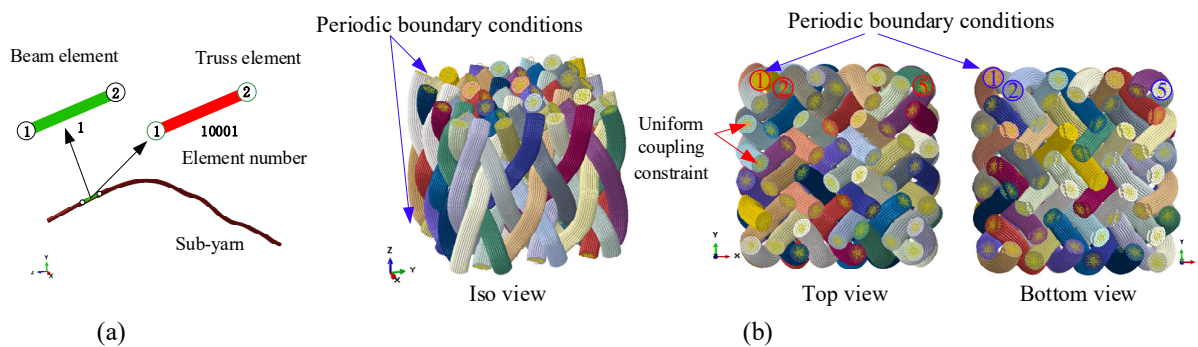 Beam element
Truss element
②
②
①
1
①
10001
Element number
Sub-yarn
Y
Z
X
(a)
Periodic boundary conditions
Z
Y
X
Iso view
Periodic boundary conditions
① ② ⑤
Uniform
coupling
constraint
Y
X
Top view
① ② ⑤
Y
Bottom view
(b)